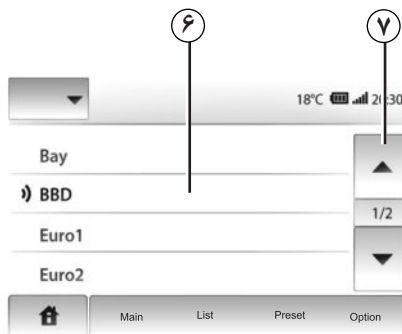 ۶ ۷
18°C 20:30
Bay
BBD
1/2
Euro1
Euro2
Main List Preset Option